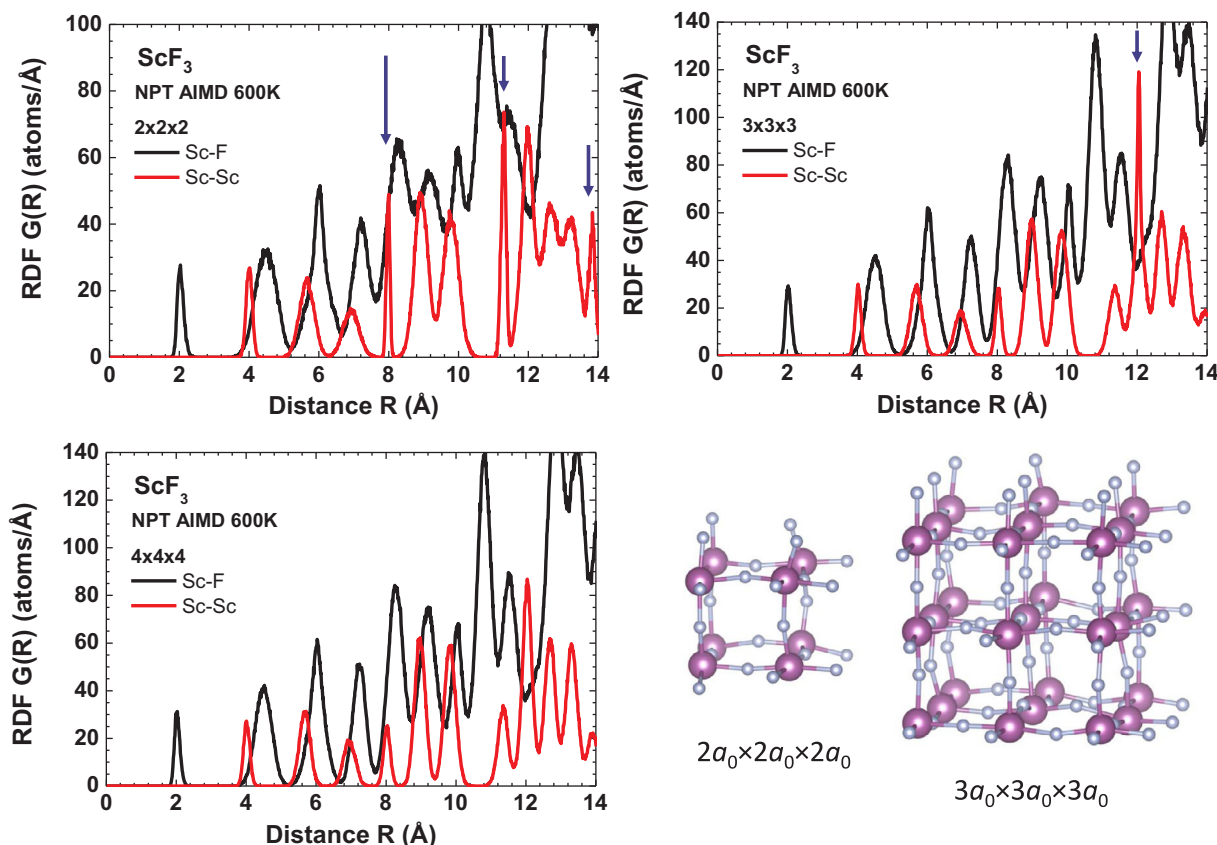 RDF G(R) (atoms/Å)
100
80
60
40
20
0
ScF₃
NPT AIMD 600K
2x2x2
Sc-F
Sc-Sc
0 2 4 6 8 10 12 14
Distance R (Å)
RDF G(R) (atoms/Å)
140
120
100
80
60
40
20
0
ScF₃
NPT AIMD 600K
3x3x3
Sc-F
Sc-Sc
0 2 4 6 8 10 12 14
Distance R (Å)
RDF G(R) (atoms/Å)
140
120
100
80
60
40
20
0
ScF₃
NPT AIMD 600K
4x4x4
Sc-F
Sc-Sc
0 2 4 6 8 10 12 14
Distance R (Å)
2a₀×2a₀×2a₀
3a₀×3a₀×3a₀